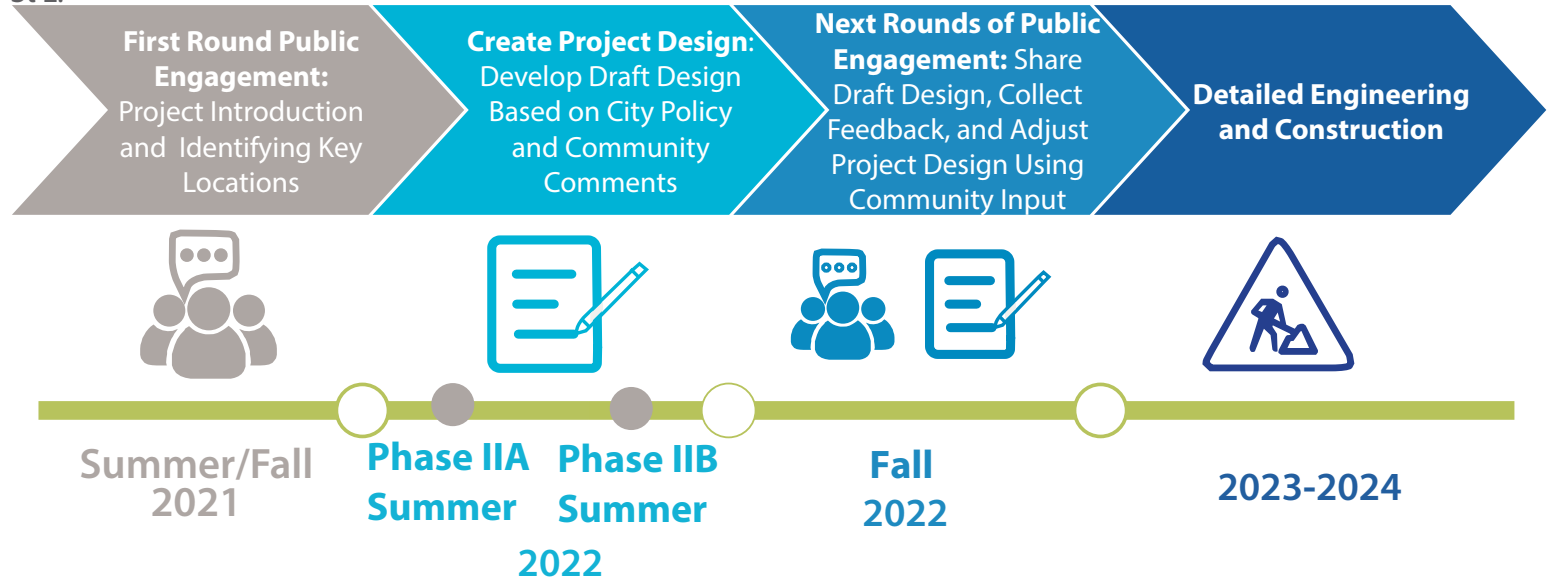 First Round Public
Engagement:
Project Introduction
and Identifying Key
Locations
Create Project Design:
Develop Draft Design
Based on City Policy
and Community
Comments
Next Rounds of Public
Engagement: Share
Draft Design, Collect
Feedback, and Adjust
Project Design Using
Community Input
Detailed Engineering
and Construction
Summer/Fall
2021
Phase IIA
Summer
Phase IIB
Summer
2022
Fall
2022
2023-2024